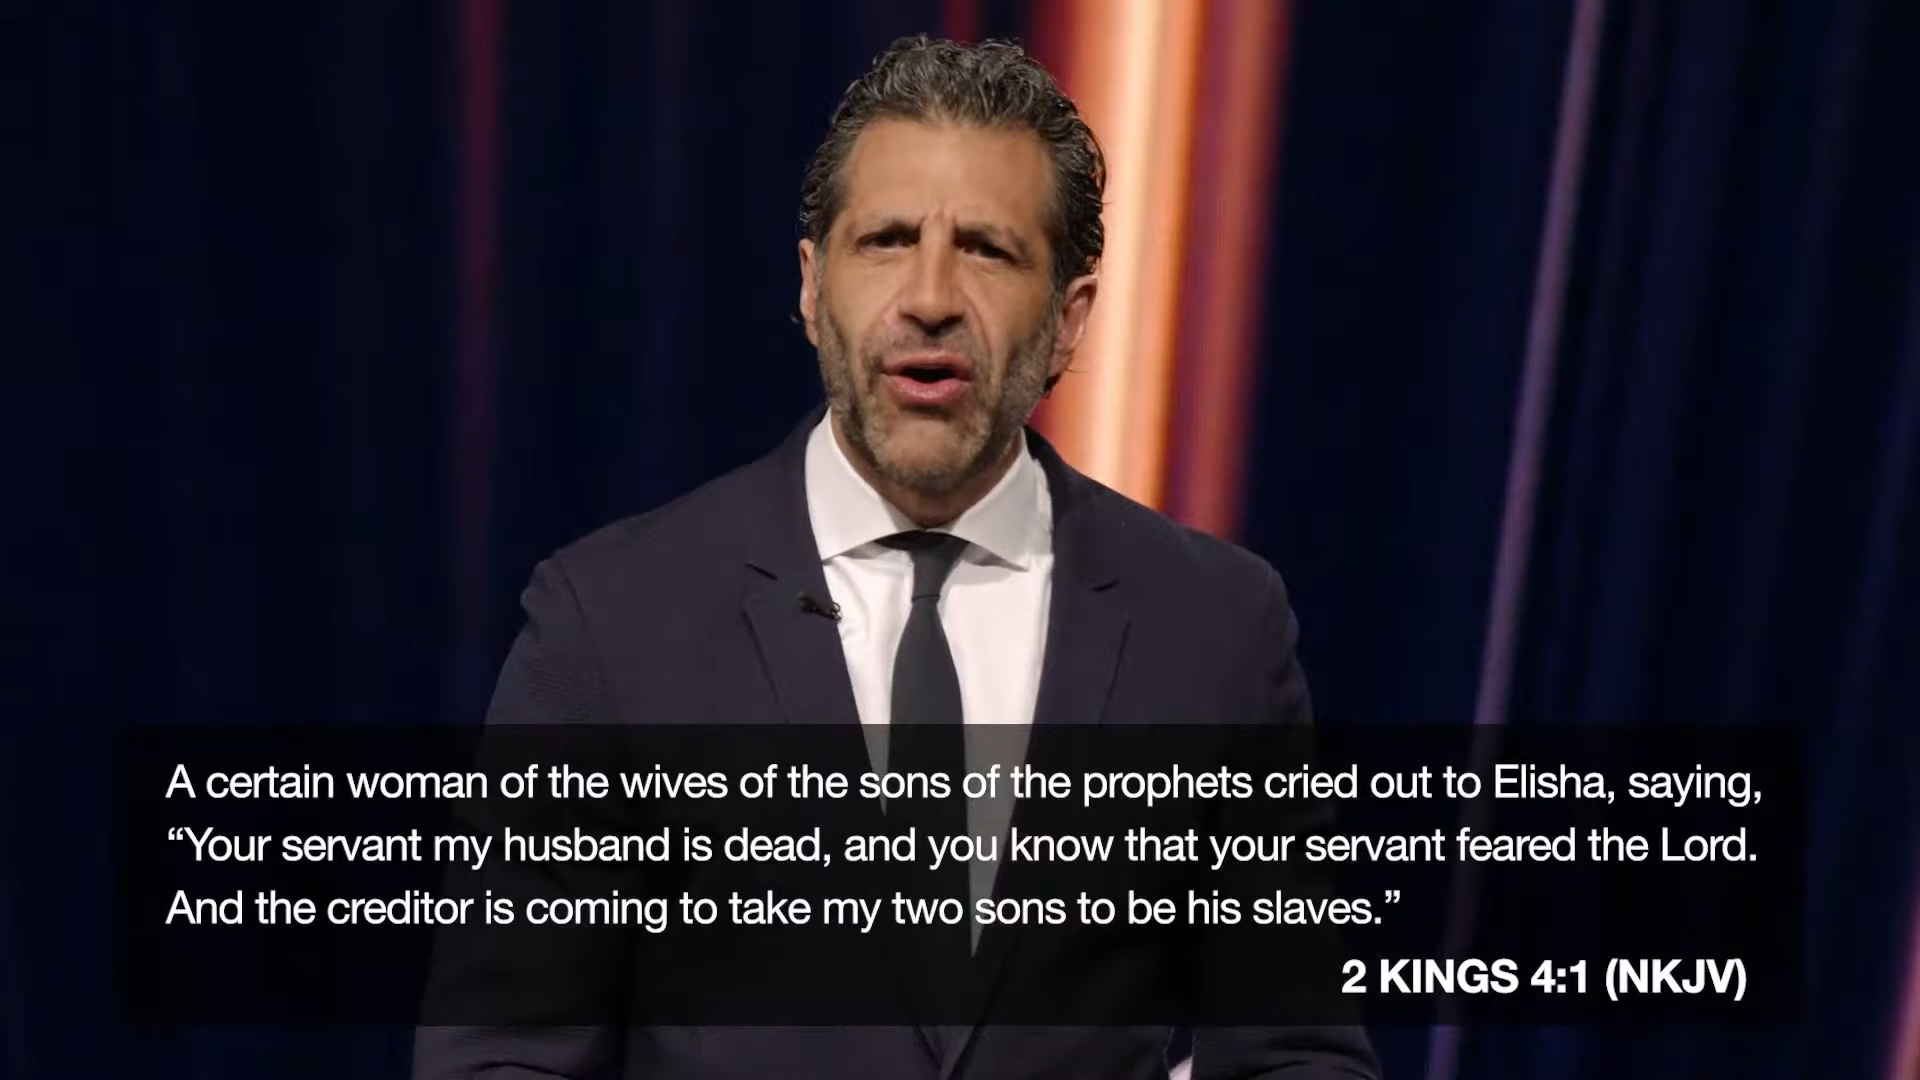 A certain woman of the wives of the sons of the prophets cried out to Elisha, saying,
“Your servant my husband is dead, and you know that your servant feared the Lord.
And the creditor is coming to take my two sons to be his slaves.”
2 KINGS 4:1 (NKJV)